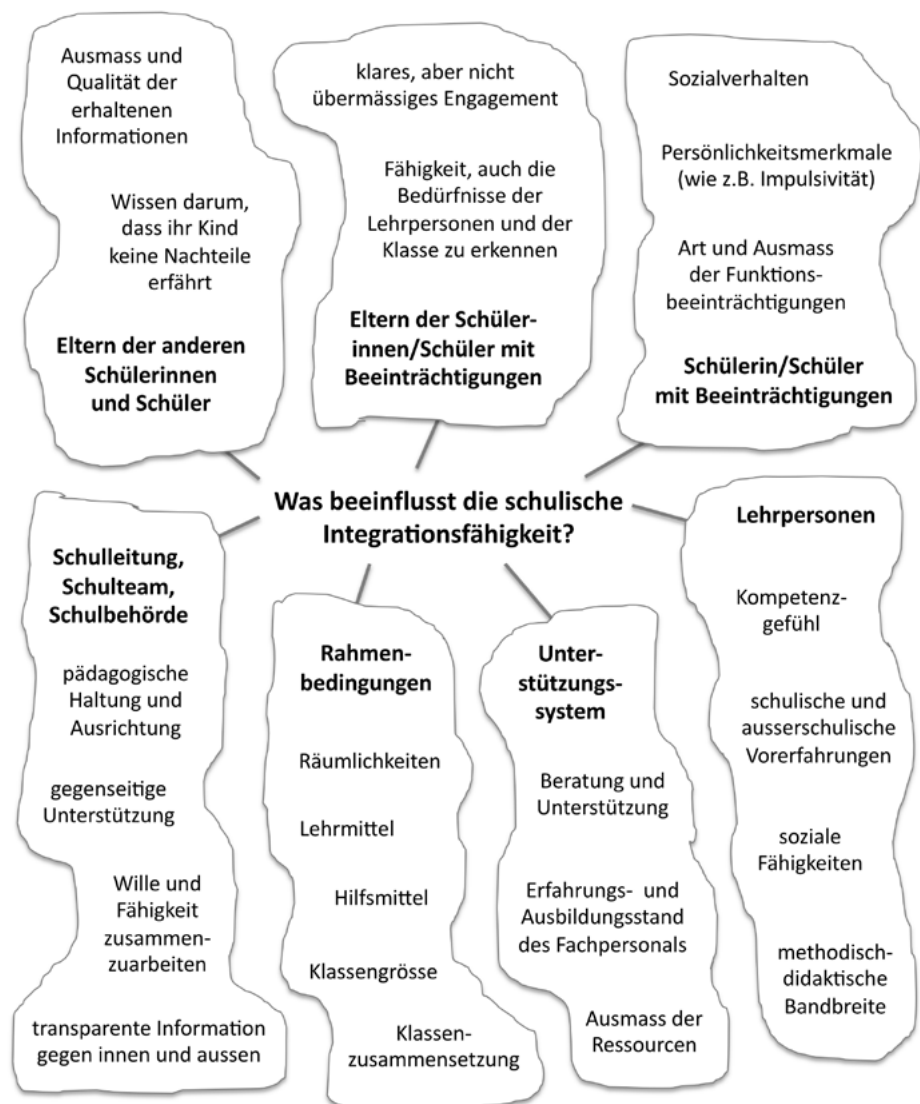 Ausmass und
Qualität der
erhaltenen
Informationen
Wissen darum,
dass ihr Kind
keine Nachteile
erfährt
Eltern der anderen
Schülerinnen
und Schüler
klares, aber nicht
übermässiges Engagement
Fähigkeit, auch die
Bedürfnisse der
Lehrpersonen und der
Klasse zu erkennen
Eltern der Schüler-
innen/Schüler mit
Beeinträchtigungen
Sozialverhalten
Persönlichkeitsmerkmale
(wie z.B. Impulsivität)
Art und Ausmass
der Funktions-
beeinträchtigungen
Schülerin/Schüler
mit Beeinträchtigungen
Was beeinflusst die schulische
Integrationsfähigkeit?
Schulleitung,
Schulteam,
Schulbehörde
pädagogische
Haltung und
Ausrichtung
gegenseitige
Unterstützung
Wille und
Fähigkeit
zusammen-
zuarbeiten
transparente Information
gegen innen und aussen
Rahmen-
bedingungen
Räumlichkeiten
Lehrmittel
Hilfsmittel
Klassengrösse
Klassen-
zusammensetzung
Unter-
stützungs-
system
Beratung und
Unterstützung
Erfahrungs- und
Ausbildungsstand
des Fachpersonals
Ausmass der
Ressourcen
Lehrpersonen
Kompetenz-
gefühl
schulische und
ausserschulische
Vorerfahrungen
soziale
Fähigkeiten
methodisch-
didaktische
Bandbreite